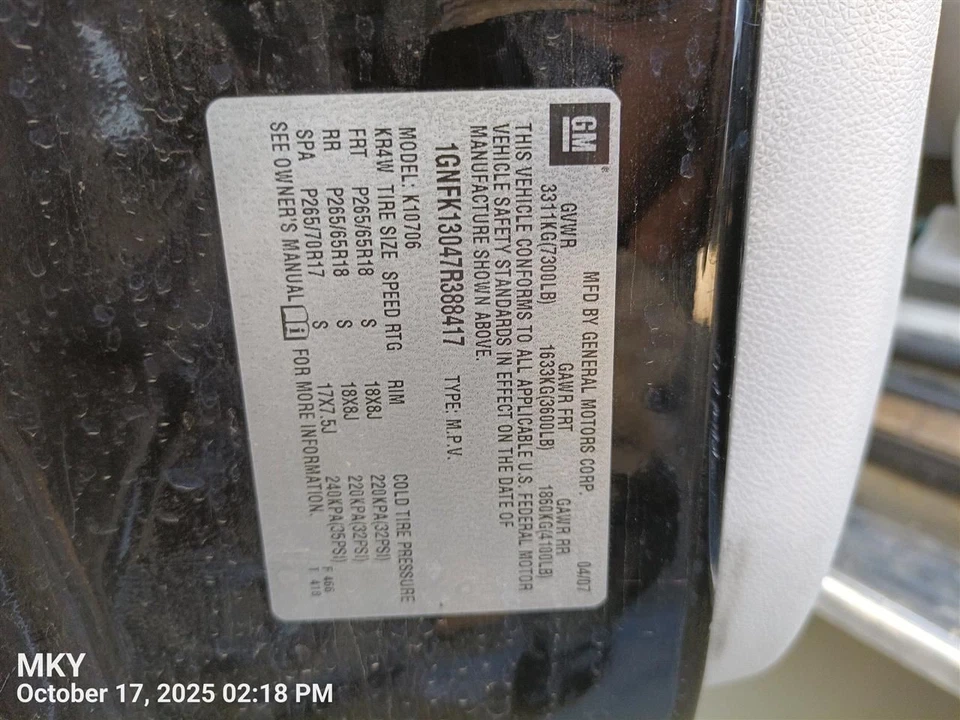 GM ®
MFD BY GENERAL MOTORS CORP. 04/07
GVWR GAWR FRT GAWR RR
3311KG(7300LB) 1633KG(3600LB) 1860KG(4100LB)
THIS VEHICLE CONFORMS TO ALL APPLICABLE U.S. FEDERAL MOTOR
VEHICLE SAFETY STANDARDS IN EFFECT ON THE DATE OF
MANUFACTURE SHOWN ABOVE.
1GNFK13047R388417 TYPE: M.P.V.
MODEL: K10706
KR4W TIRE SIZE SPEED RTG RIM COLD TIRE PRESSURE
FRT P265/65R18 S 18X8J 220KPA(32PSI)
RR P265/65R18 S 18X8J 220KPA(32PSI)
SPA P265/70R17 S 17X7.5J 240KPA(35PSI) F 466
SEE OWNER'S MANUAL i FOR MORE INFORMATION. T 418
MKY
October 17, 2025 02:18 PM